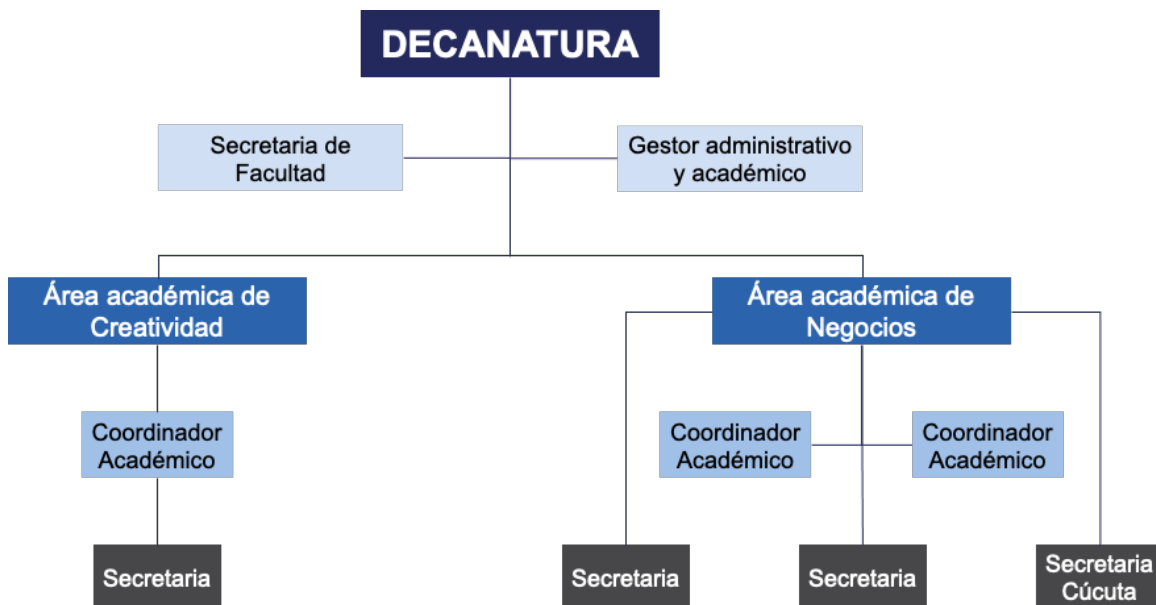 DECANATURA
Secretaria de
Facultad
Gestor administrativo
y académico
Área académica de
Creatividad
Área académica de
Negocios
Coordinador
Académico
Coordinador
Académico
Coordinador
Académico
Secretaria
Secretaria
Secretaria
Secretaria
Cúcuta